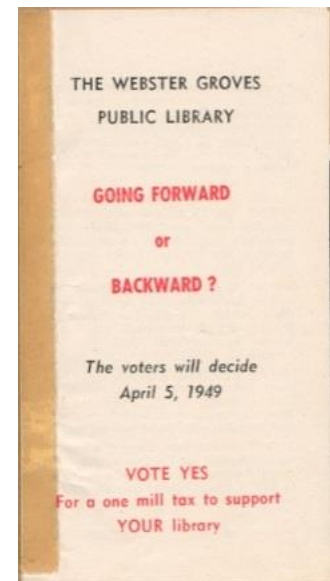 THE WEBSTER GROVES
PUBLIC LIBRARY
GOING FORWARD
or
BACKWARD ?
The voters will decide
April 5, 1949
VOTE YES
For a one mill tax to support
YOUR library